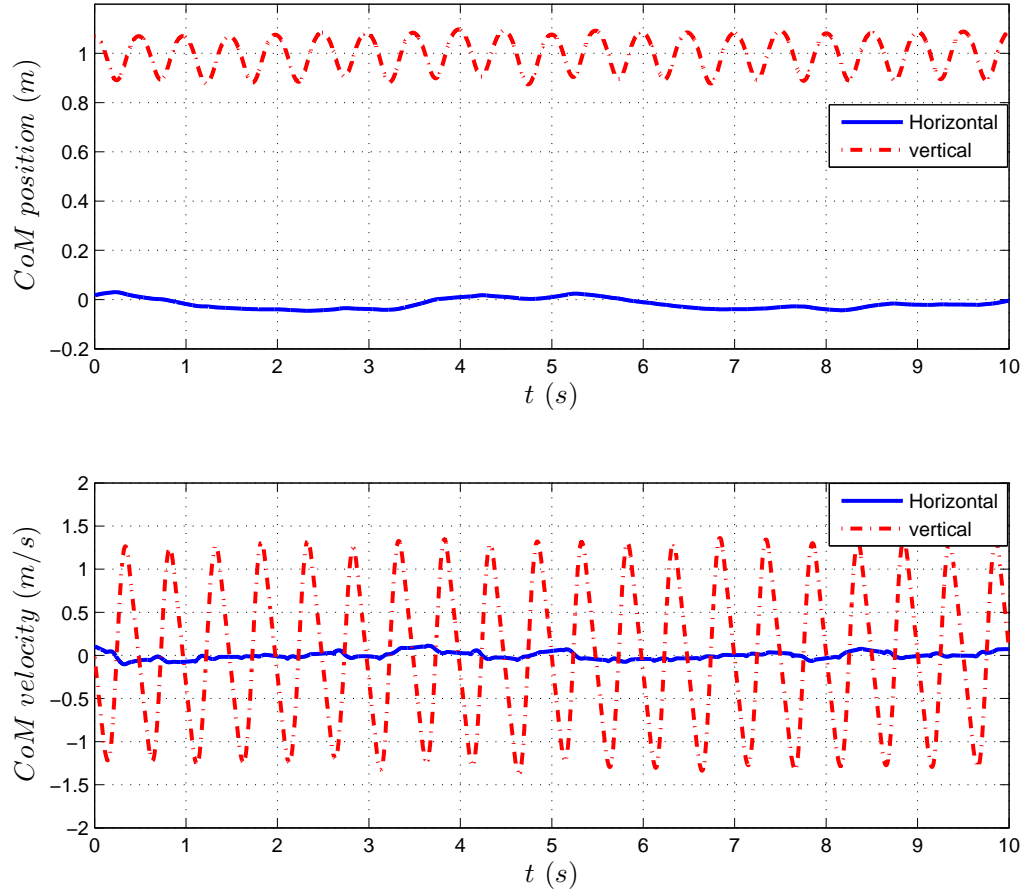 CoM position (m)
1
0.8
0.6
0.4
0.2
0
−0.2
Horizontal
vertical
0 1 2 3 4 5 6 7 8 9 10
t (s)
CoM velocity (m/s)
2
1.5
1
0.5
0
−0.5
−1
−1.5
−2
Horizontal
vertical
0 1 2 3 4 5 6 7 8 9 10
t (s)